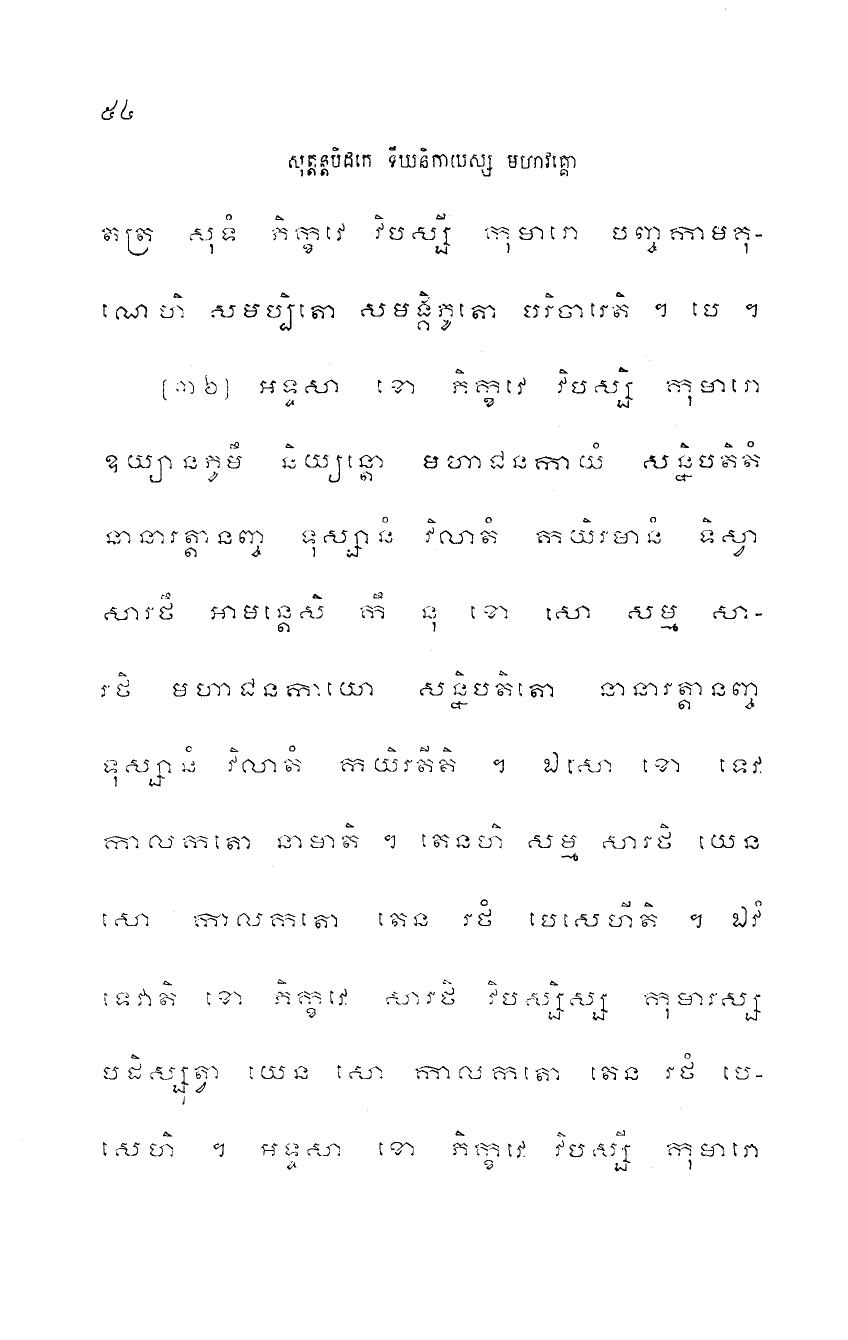 ៥៤
សុត្តន្តបិដកេ ទីឃនិកាយស្ស មហាវគ្គោ
តត្រ សុទំ ភិក្ខវេ វិបស្សី កុមារោ បញ្ចកាមគុ-
ណេហិ សមប្បិតោ សមង្គិភូតោ បរិចារេតិ ។ បេ ។
[៣៦] អទ្ទសា ខោ ភិក្ខវេ វិបស្សី កុមារោ
ឧយ្យានភូមឹ និយ្យន្តោ មហាជនកាយំ សន្និបតិតំ
នានារត្តានញ្ច ទុស្សានំ វិលាតំ កយិរមានំ ទិស្វា
សារថឹ អាមន្តេសិ កឹ នុ ខោ សោ សម្ម សា-
រថិ មហាជនកាយោ សន្និបតិតោ នានារត្តានញ្ច
ទុស្សានំ វិលាតំ កយិរតីតិ ។ ឯសោ ខោ ទេវ
កាលកតោ នាមាតិ ។ តេនហិ សម្ម សារថិ យេន
សោ កាលកតោ តេន រថំ បេសេហីតិ ។ ឯវំ
ទេវាតិ ខោ ភិក្ខវេ សារថិ វិបស្សិស្ស កុមារស្ស
បដិស្សុត្វា យេន សោ កាលកតោ តេន រថំ បេ-
សេហិ ។ អទ្ទសា ខោ ភិក្ខវេ វិបស្សី កុមារោ